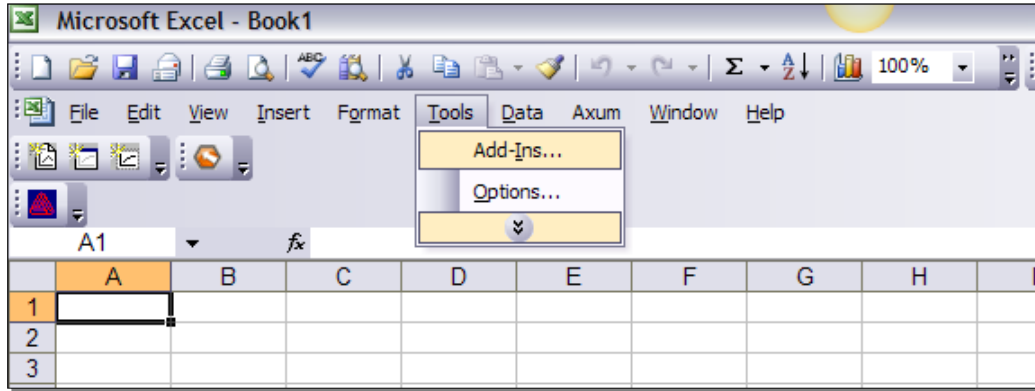 Microsoft Excel - Book1
ABC Σ A Z 100%
File Edit View Insert Format Tools Data Axum Window Help
Add-Ins...
Options...
A1 fx
A B C D E F G H
1
2
3